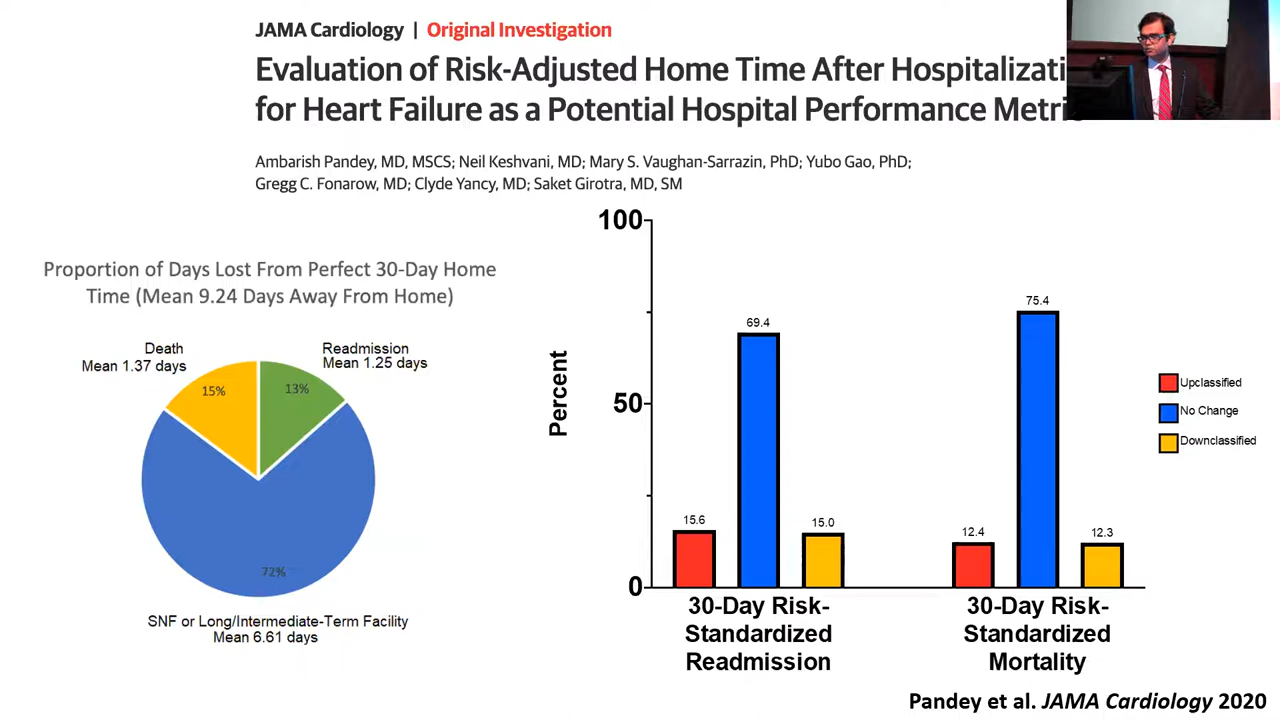 JAMA Cardiology | Original Investigation
Evaluation of Risk-Adjusted Home Time After Hospitalizati
for Heart Failure as a Potential Hospital Performance Metric
Ambarish Pandey, MD, MSCS; Neil Keshvani, MD; Mary S. Vaughan-Sarrazin, PhD; Yubo Gao, PhD;
Gregg C. Fonarow, MD; Clyde Yancy, MD; Saket Girotra, MD, SM
Proportion of Days Lost From Perfect 30-Day Home
Time (Mean 9.24 Days Away From Home)
Death
Mean 1.37 days
Readmission
Mean 1.25 days
15%
13%
72%
SNF or Long/Intermediate-Term Facility
Mean 6.61 days
Percent
100
50
0
15.6
69.4
15.0
12.4
75.4
12.3
30-Day Risk-
Standardized
Readmission
30-Day Risk-
Standardized
Mortality
Upclassified
No Change
Downclassified
Pandey et al. JAMA Cardiology 2020